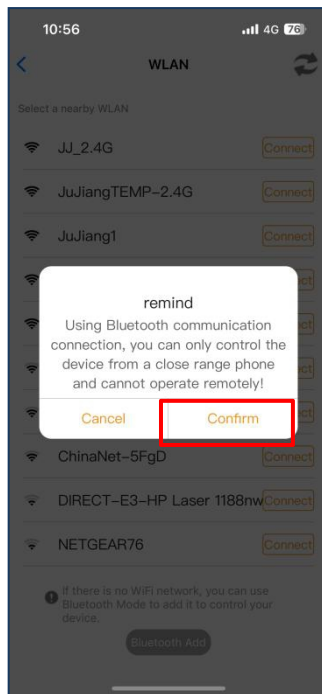 10:56
4G 76
WLAN
Select a nearby WLAN
JJ_2.4G Connect
JuJiangTEMP-2.4G Connect
JuJiang1 Connect
remind
Using Bluetooth communication
connection, you can only control the
device from a close range phone
and cannot operate remotely!
Cancel Confirm
ChinaNet-5FgD Connect
DIRECT-E3-HP Laser 1188nw Connect
NETGEAR76 Connect
If there is no WiFi network, you can use
Bluetooth Mode to add it to control your
device.
Bluetooth Add